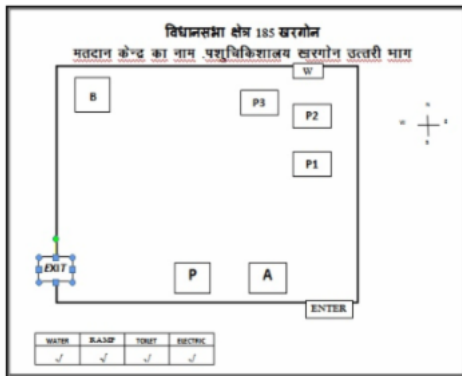 विधानसभा क्षेत्र 185 खरगोन
मतदान केन्द्र का नाम .पशुचिकिशालय खरगोन उत्तरी भाग
W
B
P3
P2
P1
N
W E
S
EXIT
P A
ENTER
WATER RAMP TOILET ELECTRIC
√ √ √ √